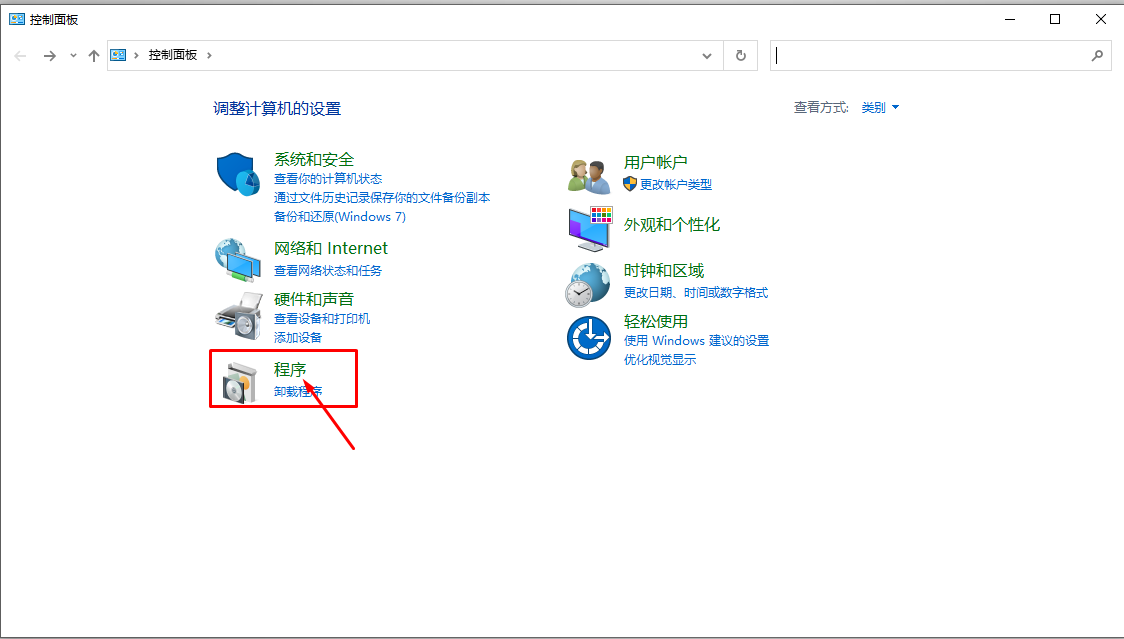 控制面板
控制面板
调整计算机的设置
查看方式: 类别
系统和安全
查看你的计算机状态
通过文件历史记录保存你的文件备份副本
备份和还原(Windows 7)
网络和 Internet
查看网络状态和任务
硬件和声音
查看设备和打印机
添加设备
程序
卸载程序
用户帐户
更改帐户类型
外观和个性化
时钟和区域
更改日期、时间或数字格式
轻松使用
使用 Windows 建议的设置
优化视觉显示